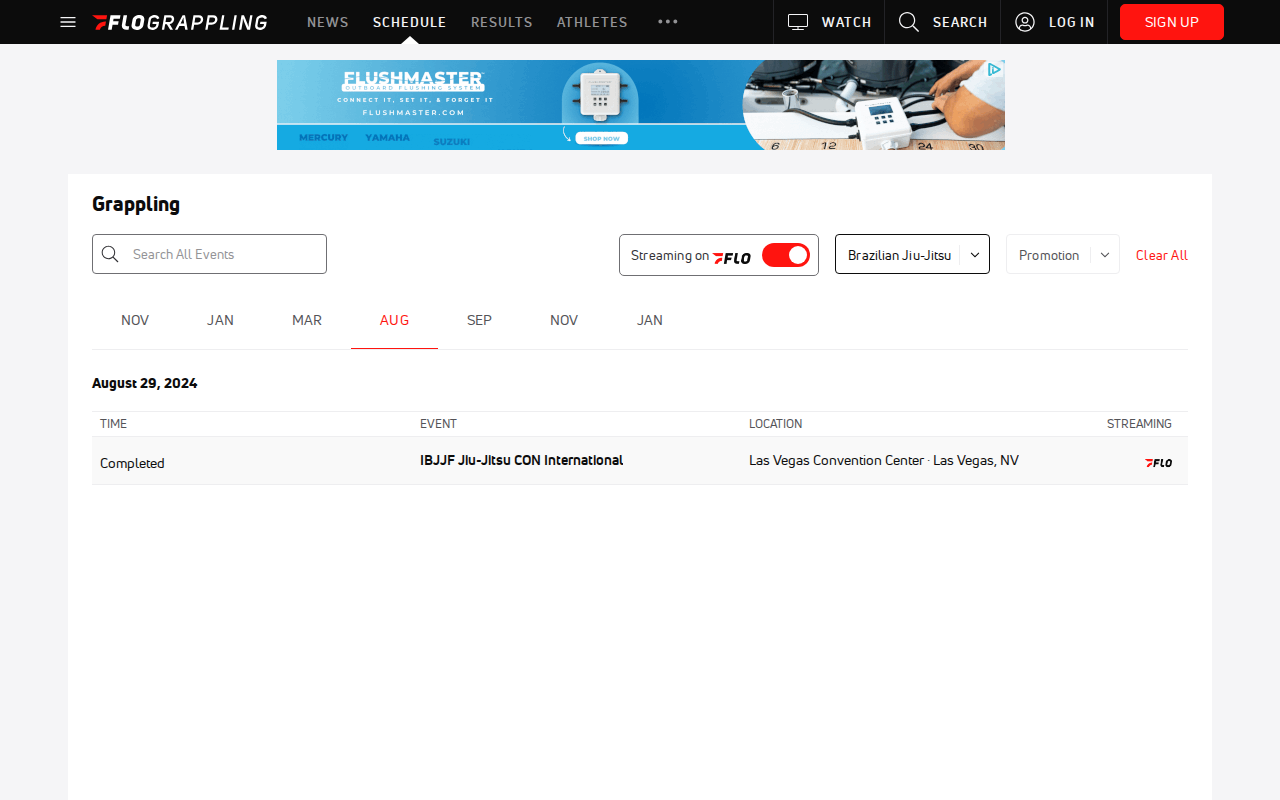 FLOGRAPPLING NEWS SCHEDULE RESULTS ATHLETES WATCH SEARCH LOG IN SIGN UP
FLUSHMASTER
OUTBOARD FLUSHING SYSTEM
CONNECT IT, SET IT, & FORGET IT
FLUSHMASTER.COM
MERCURY YAMAHA SUZUKI
SHOP NOW
6 12 24 30
Grappling
Search All Events
Streaming on FLO Brazilian Jiu-Jitsu Promotion Clear All
NOV JAN MAR AUG SEP NOV JAN
August 29, 2024
TIME EVENT LOCATION STREAMING
Completed IBJJF Jiu-Jitsu CON International Las Vegas Convention Center · Las Vegas, NV FLO